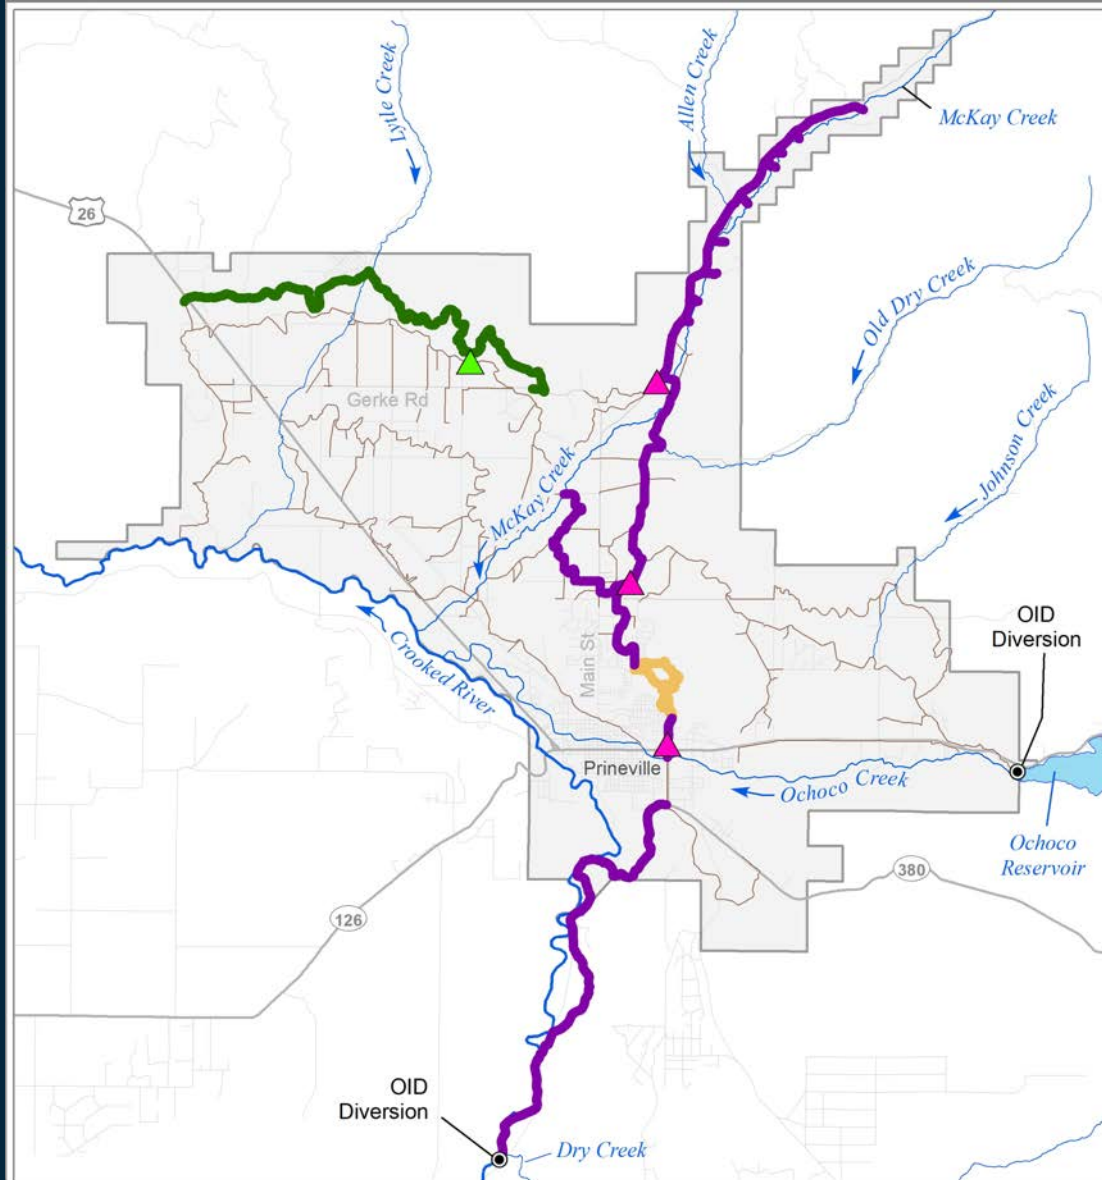 Lytle Creek
Allen Creek
McKay Creek
26
Old Dry Creek
Gerke Rd
Johnson Creek
McKay Creek
OID
Diversion
Main St
Crooked River
Prineville
Ochoco Creek
Ochoco
Reservoir
380
126
OID
Diversion
Dry Creek